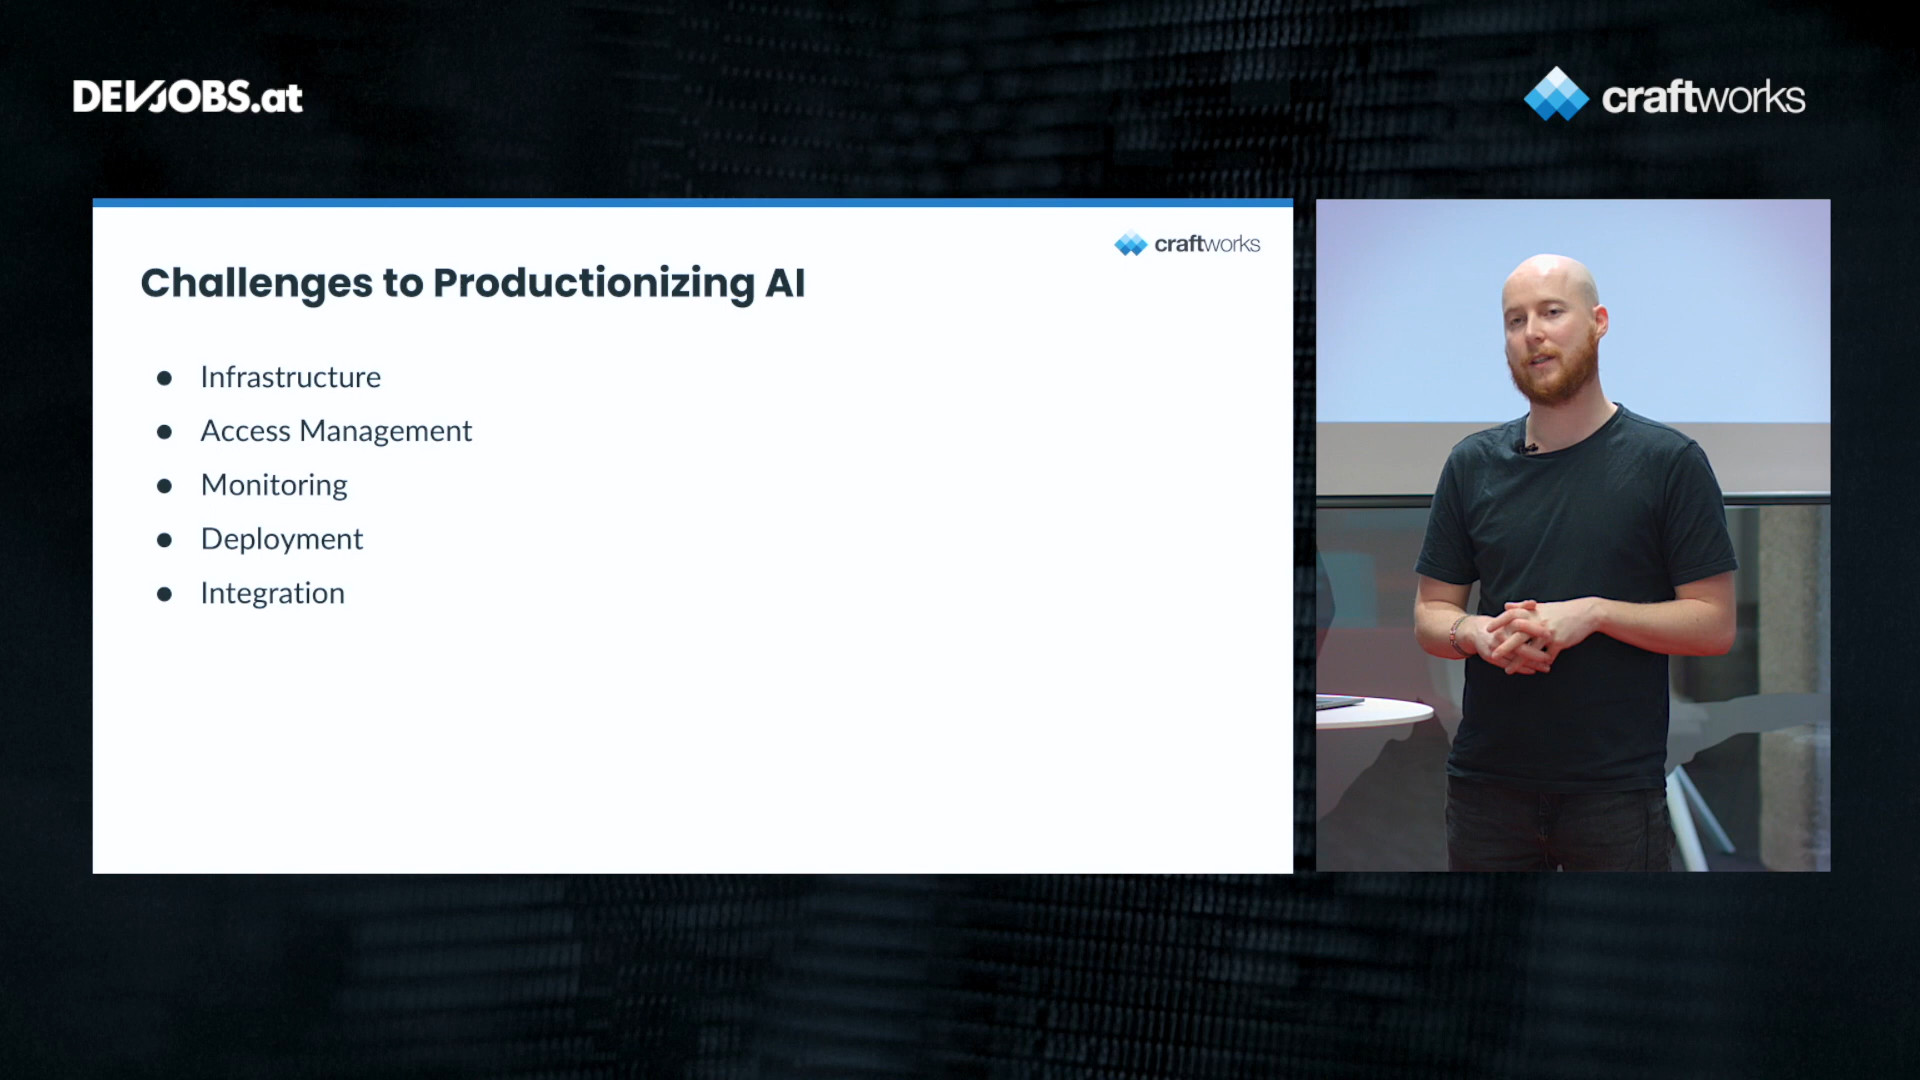 DEVJOBS.at
craftworks
craftworks
Challenges to Productionizing AI
● Infrastructure
● Access Management
● Monitoring
● Deployment
● Integration